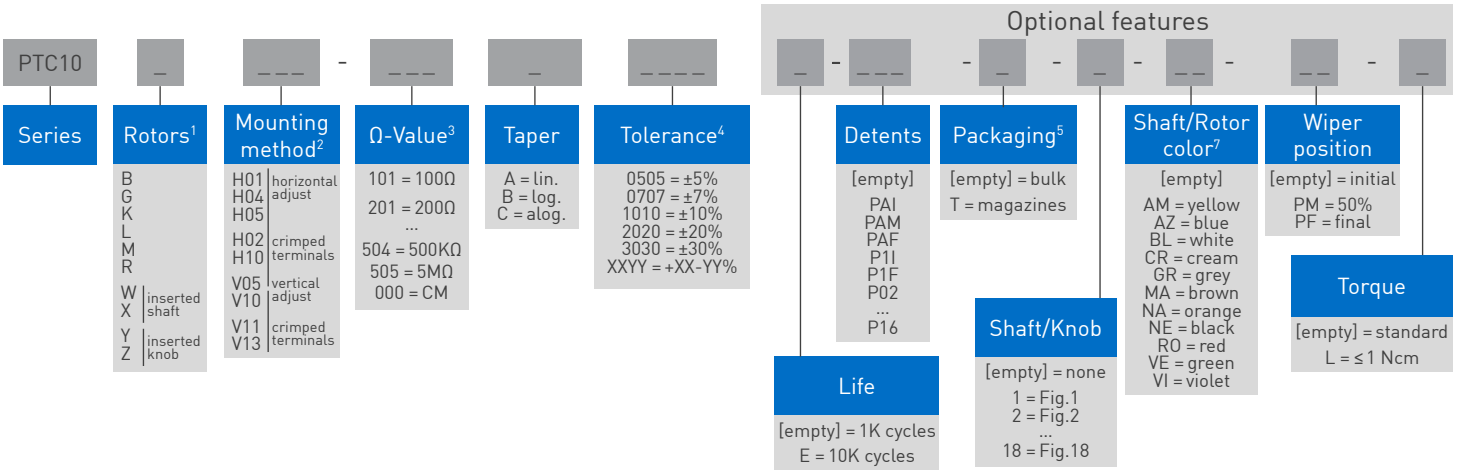 Optional features
PTC10 _ _ _ _ - _ _ _ _ _ _ _ _ _ - _ _ _ - _ - _ - _ _ - _ _ - _
Series
Rotors1
B
G
K
L
M
R
W
X
inserted
shaft
Y
Z
inserted
knob
Mounting
method2
H01
H04
H05
horizontal
adjust
H02
H10
crimped
terminals
V05
V10
vertical
adjust
V11
V13
crimped
terminals
Ω-Value3
101 = 100Ω
201 = 200Ω
...
504 = 500KΩ
505 = 5MΩ
000 = CM
Taper
A = lin.
B = log.
C = alog.
Tolerance4
0505 = ±5%
0707 = ±7%
1010 = ±10%
2020 = ±20%
3030 = ±30%
XXYY = +XX-YY%
Life
[empty] = 1K cycles
E = 10K cycles
Detents
[empty]
PAI
PAM
PAF
P1I
P1F
P02
...
P16
Packaging5
[empty] = bulk
T = magazines
Shaft/Knob
[empty] = none
1 = Fig.1
2 = Fig.2
...
18 = Fig.18
Shaft/Rotor
color7
[empty]
AM = yellow
AZ = blue
BL = white
CR = cream
GR = grey
MA = brown
NA = orange
NE = black
RO = red
VE = green
VI = violet
Wiper
position
[empty] = initial
PM = 50%
PF = final
Torque
[empty] = standard
L = ≤ 1 Ncm